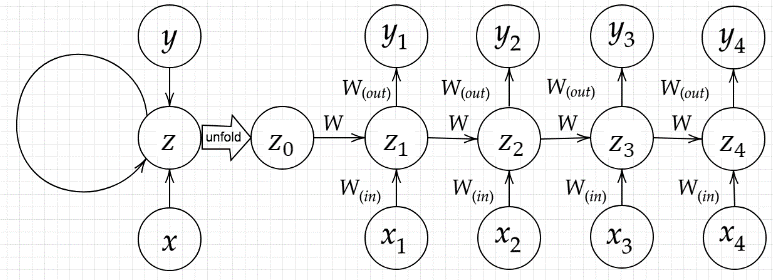 y y₁ y₂ y₃ y₄
W(out) W(out) W(out) W(out)
z unfold z₀ W z₁ W z₂ W z₃ W z₄
W(in) W(in) W(in) W(in)
x x₁ x₂ x₃ x₄